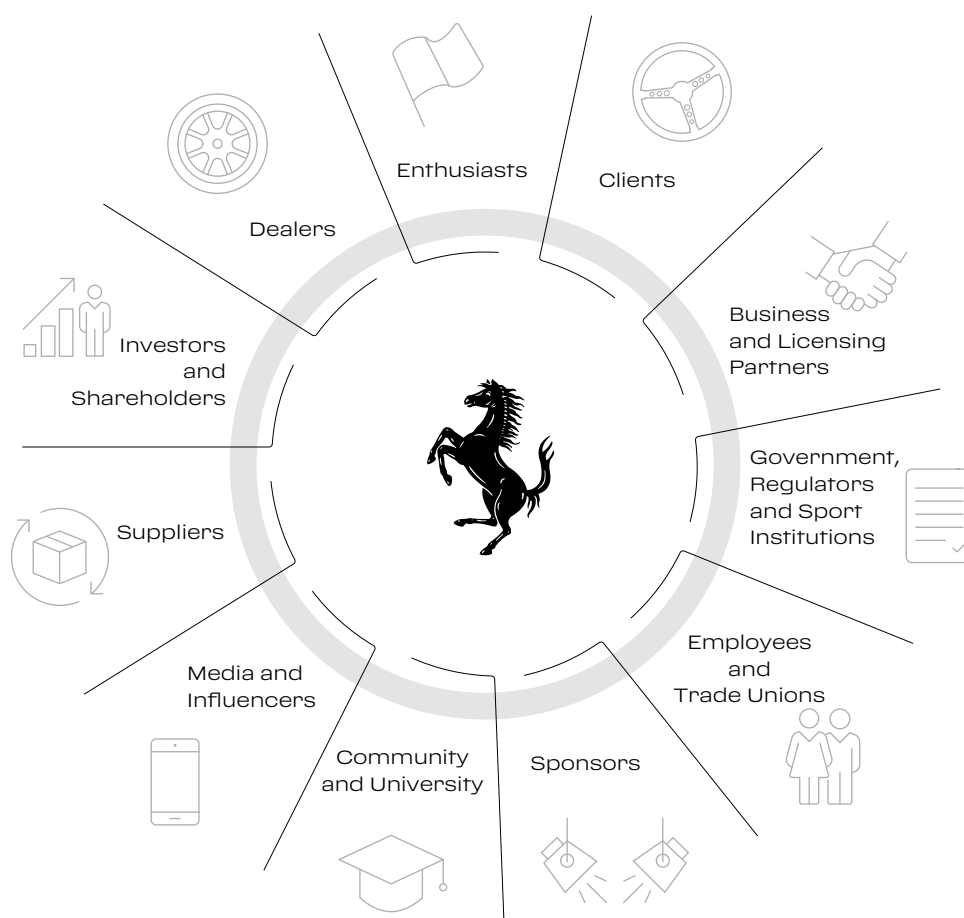 Enthusiasts
Clients
Business
and Licensing
Partners
Government,
Regulators
and Sport
Institutions
Employees
and
Trade Unions
Sponsors
Community
and University
Media and
Influencers
Suppliers
Investors
and
Shareholders
Dealers